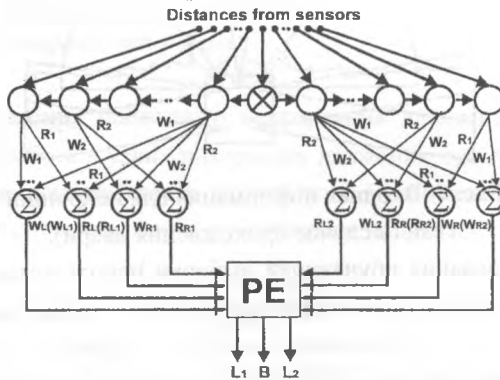 Distances from sensors
R1 R2 W1 R2 W1 R2 R1
W1 W2 R1 W2 R2 W2 W2 R1 W1
Σ Σ Σ Σ Σ Σ Σ Σ
WL(WL1) RL(RL1) WR1 RR1 RL2 WL2 RR(RR2) WR(WR2)
PE
L1 B L2